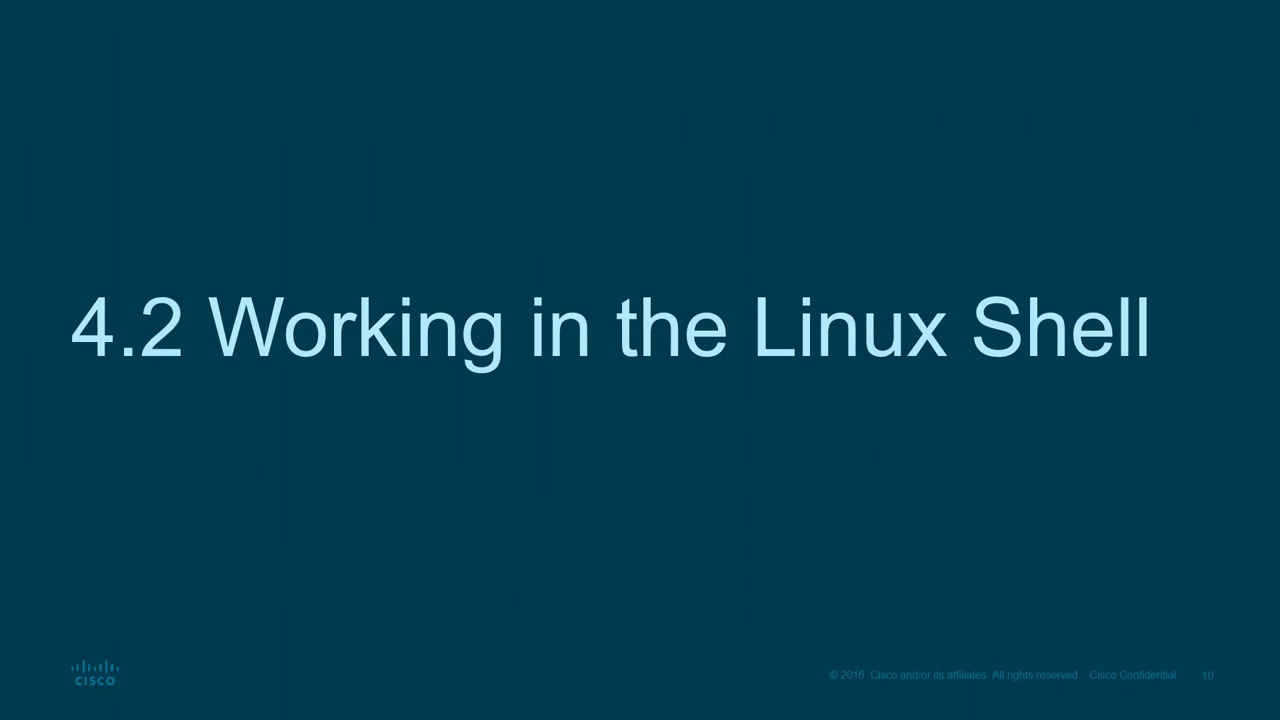 4.2 Working in the Linux Shell
CISCO
© 2016 Cisco and/or its affiliates. All rights reserved. Cisco Confidential 10